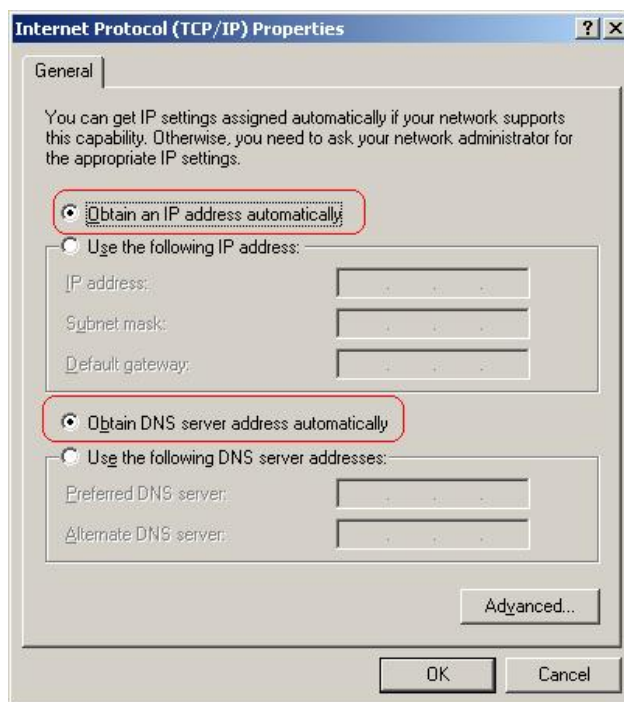 Internet Protocol (TCP/IP) Properties
General
You can get IP settings assigned automatically if your network supports
this capability. Otherwise, you need to ask your network administrator for
the appropriate IP settings.
Obtain an IP address automatically
Use the following IP address:
IP address:
Subnet mask:
Default gateway:
Obtain DNS server address automatically
Use the following DNS server addresses:
Preferred DNS server:
Alternate DNS server:
Advanced...
OK Cancel